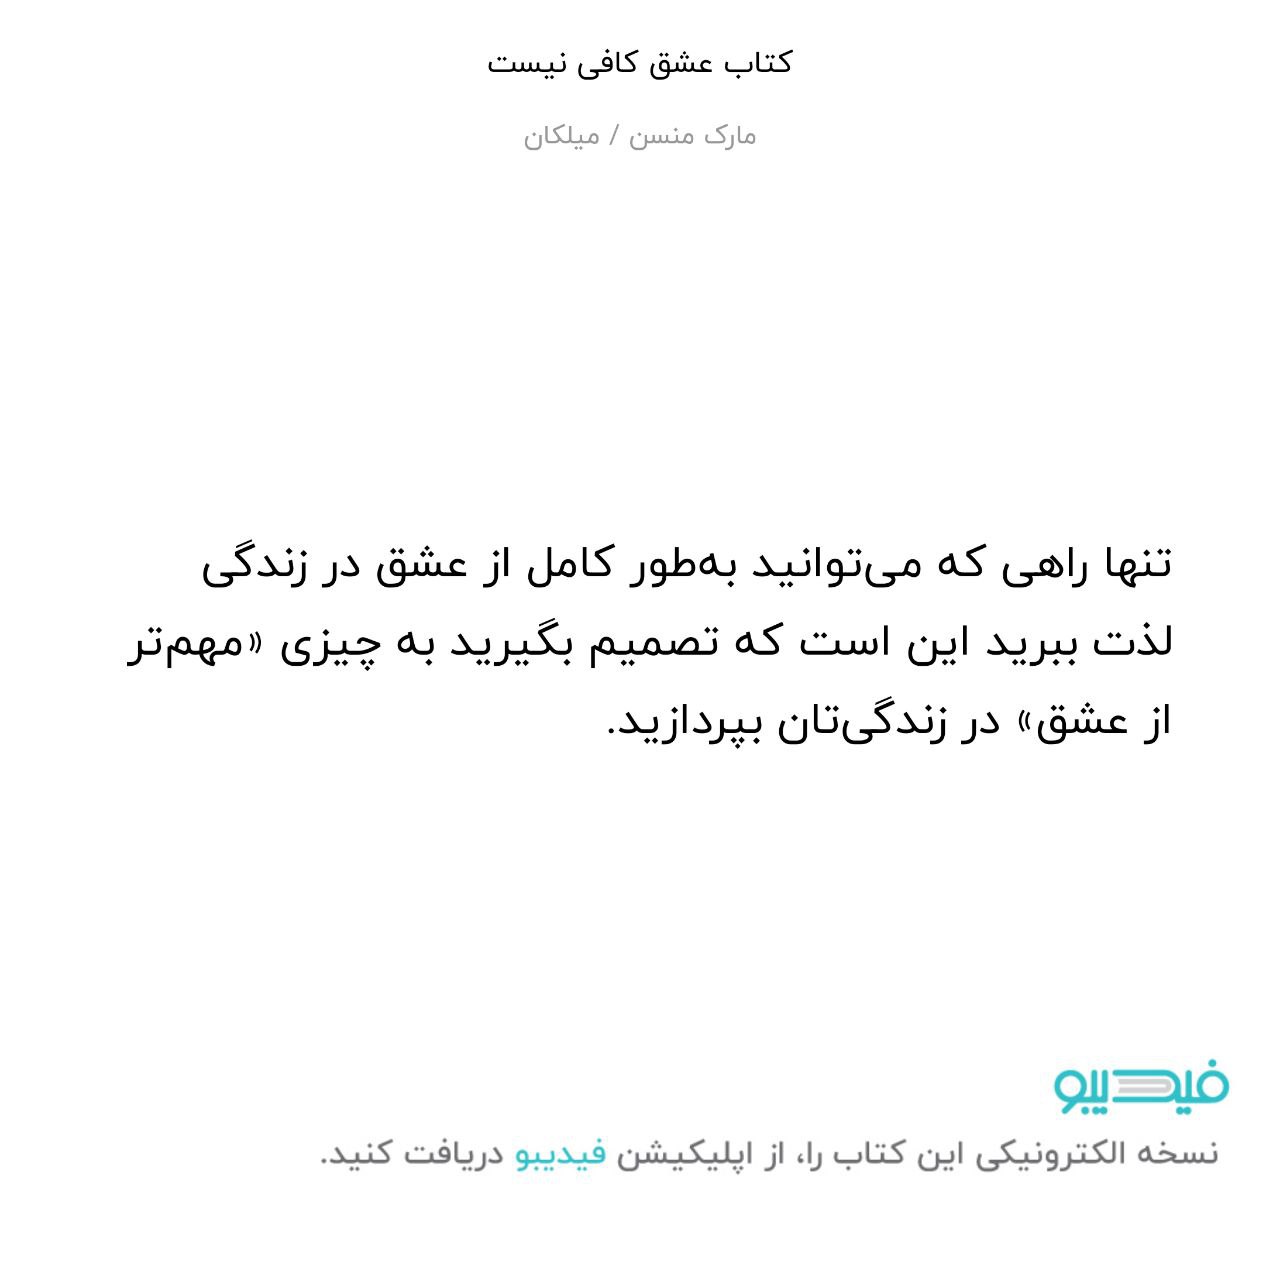 کتاب عشق کافی نیست
مارک منسن / میلکان
تنها راهی که می‌توانید به‌طور کامل از عشق در زندگی
لذت ببرید این است که تصمیم بگیرید به چیزی «مهم‌تر
از عشق» در زندگی‌تان بپردازید.
فیدیبو
نسخه الکترونیکی این کتاب را، از اپلیکیشن فیدیبو دریافت کنید.